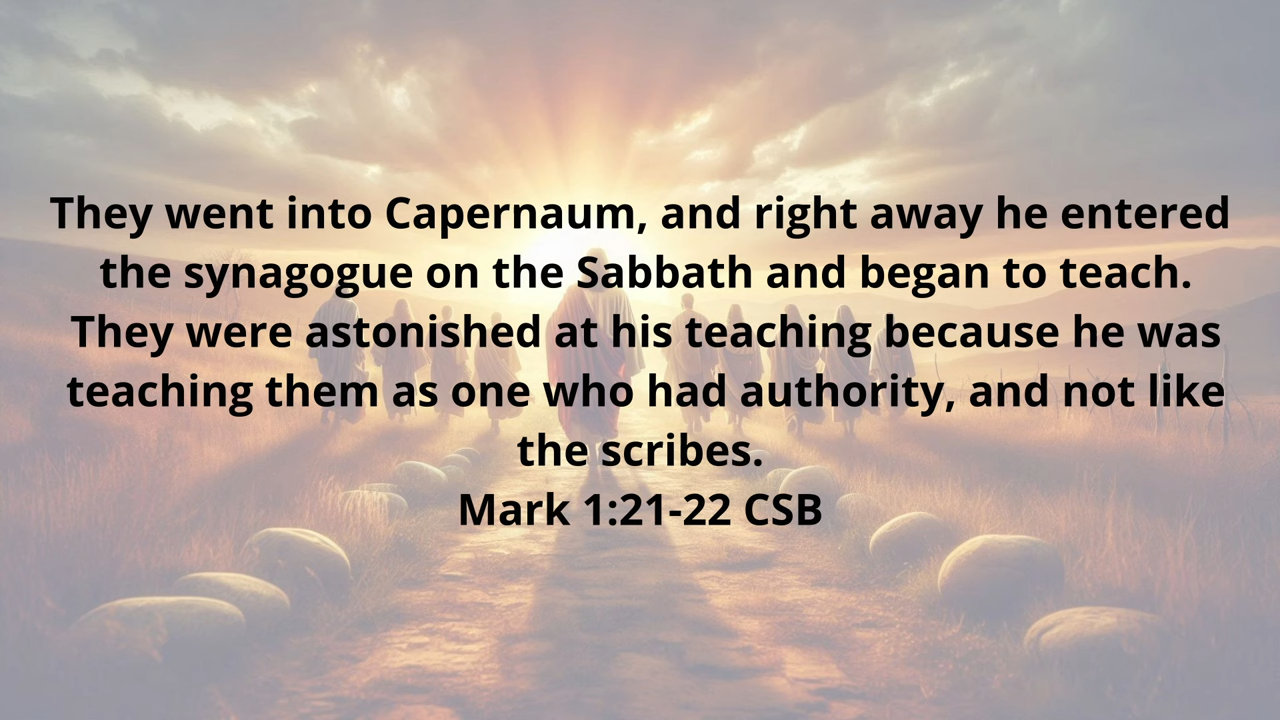 They went into Capernaum, and right away he entered
the synagogue on the Sabbath and began to teach.
They were astonished at his teaching because he was
teaching them as one who had authority, and not like
the scribes.
Mark 1:21-22 CSB